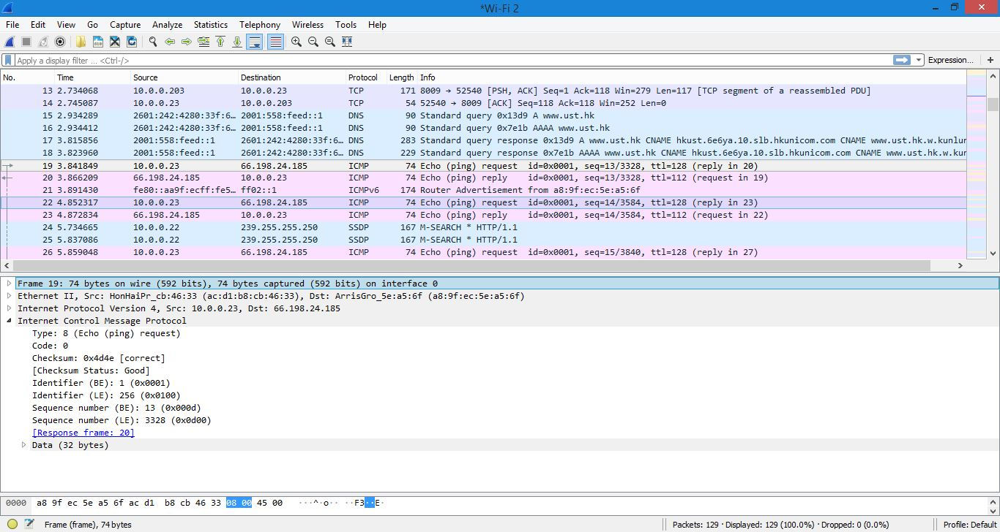 *Wi-Fi 2
File Edit View Go Capture Analyze Statistics Telephony Wireless Tools Help
Apply a display filter ... <Ctrl-/> Expression... +
No. Time Source Destination Protocol Length Info
13 2.734068 10.0.0.203 10.0.0.23 TCP 171 8009 → 52540 [PSH, ACK] Seq=1 Ack=118 Win=279 Len=117 [TCP segment of a reassembled PDU]
14 2.745087 10.0.0.23 10.0.0.203 TCP 54 52540 → 8009 [ACK] Seq=118 Ack=118 Win=252 Len=0
15 2.934289 2601:242:4280:33f:6… 2001:558:feed::1 DNS 90 Standard query 0x13d9 A www.ust.hk
16 2.934412 2601:242:4280:33f:6… 2001:558:feed::1 DNS 90 Standard query 0x7e1b AAAA www.ust.hk
17 3.815856 2001:558:feed::1 2601:242:4280:33f:6… DNS 283 Standard query response 0x13d9 A www.ust.hk CNAME hkust.6e6ya.10.slb.hkunicom.com CNAME www.ust.hk.w.kunlur
18 3.823960 2001:558:feed::1 2601:242:4280:33f:6… DNS 229 Standard query response 0x7e1b AAAA www.ust.hk CNAME hkust.6e6ya.10.slb.hkunicom.com CNAME www.ust.hk.w.kur
19 3.841849 10.0.0.23 66.198.24.185 ICMP 74 Echo (ping) request id=0x0001, seq=13/3328, ttl=128 (reply in 20)
20 3.866209 66.198.24.185 10.0.0.23 ICMP 74 Echo (ping) reply id=0x0001, seq=13/3328, ttl=112 (request in 19)
21 3.891430 fe80::aa9f:ecff:fe5… ff02::1 ICMPv6 174 Router Advertisement from a8:9f:ec:5e:a5:6f
22 4.852317 10.0.0.23 66.198.24.185 ICMP 74 Echo (ping) request id=0x0001, seq=14/3584, ttl=128 (reply in 23)
23 4.872834 66.198.24.185 10.0.0.23 ICMP 74 Echo (ping) reply id=0x0001, seq=14/3584, ttl=112 (request in 22)
24 5.734665 10.0.0.22 239.255.255.250 SSDP 167 M-SEARCH * HTTP/1.1
25 5.837086 10.0.0.22 239.255.255.250 SSDP 167 M-SEARCH * HTTP/1.1
26 5.859048 10.0.0.23 66.198.24.185 ICMP 74 Echo (ping) request id=0x0001, seq=15/3840, ttl=128 (reply in 27)
Frame 19: 74 bytes on wire (592 bits), 74 bytes captured (592 bits) on interface 0
Ethernet II, Src: HonHaiPr_cb:46:33 (ac:d1:b8:cb:46:33), Dst: ArrisGro_5e:a5:6f (a8:9f:ec:5e:a5:6f)
Internet Protocol Version 4, Src: 10.0.0.23, Dst: 66.198.24.185
Internet Control Message Protocol
Type: 8 (Echo (ping) request)
Code: 0
Checksum: 0x4d4e [correct]
[Checksum Status: Good]
Identifier (BE): 1 (0x0001)
Identifier (LE): 256 (0x0100)
Sequence number (BE): 13 (0x000d)
Sequence number (LE): 3328 (0x0d00)
[Response frame: 20]
Data (32 bytes)
0000 a8 9f ec 5e a5 6f ac d1 b8 cb 46 33 08 00 45 00 ···^·o·· ··F3··E·
Frame (frame), 74 bytes Packets: 129 · Displayed: 129 (100.0%) · Dropped: 0 (0.0%) Profile: Default